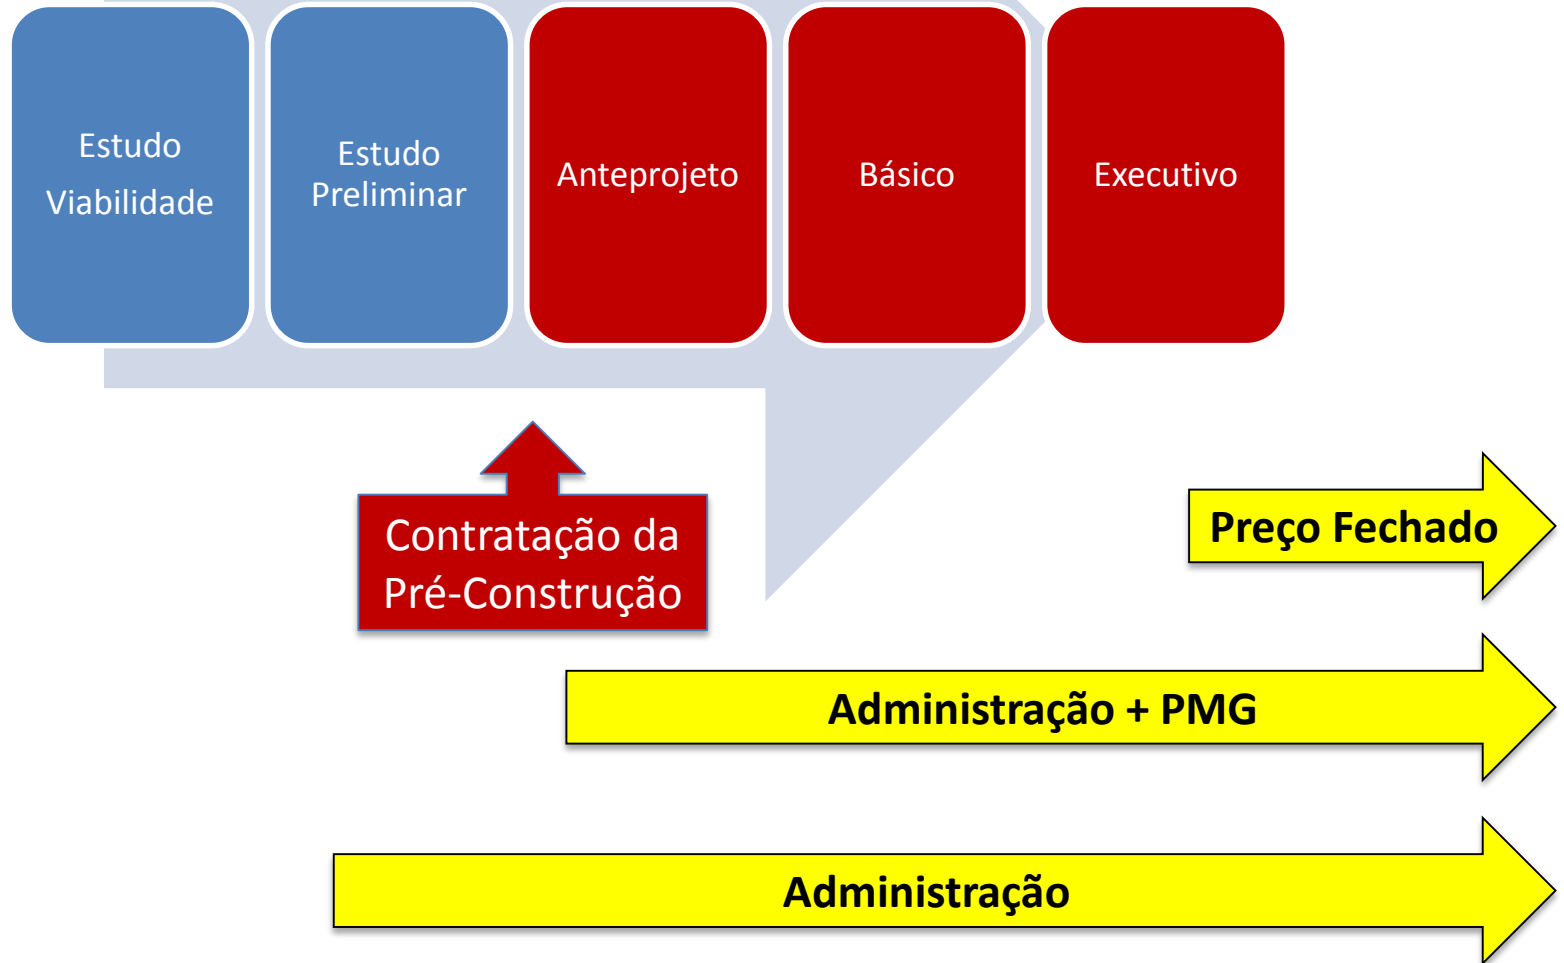 Estudo
Viabilidade
Estudo
Preliminar
Anteprojeto
Básico
Executivo
Contratação da
Pré-Construção
Preço Fechado
Administração + PMG
Administração